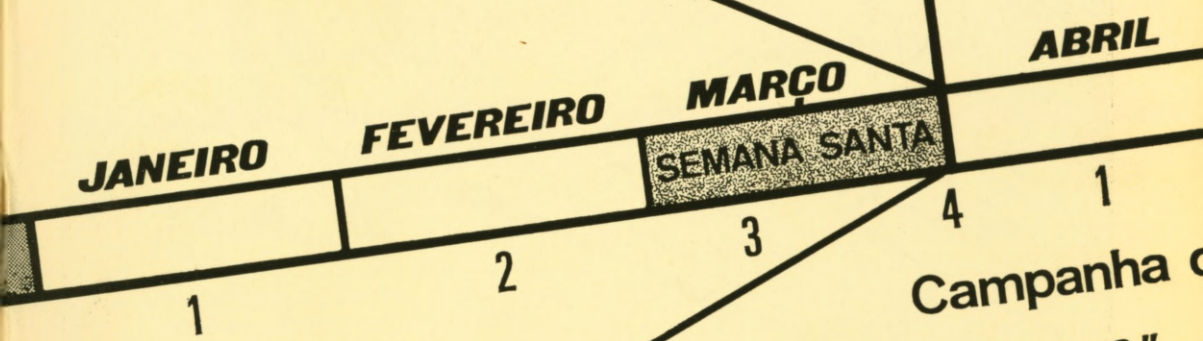 JANEIRO FEVEREIRO MARÇO ABRIL
SEMANA SANTA
1 2 3 4 1
Campanha